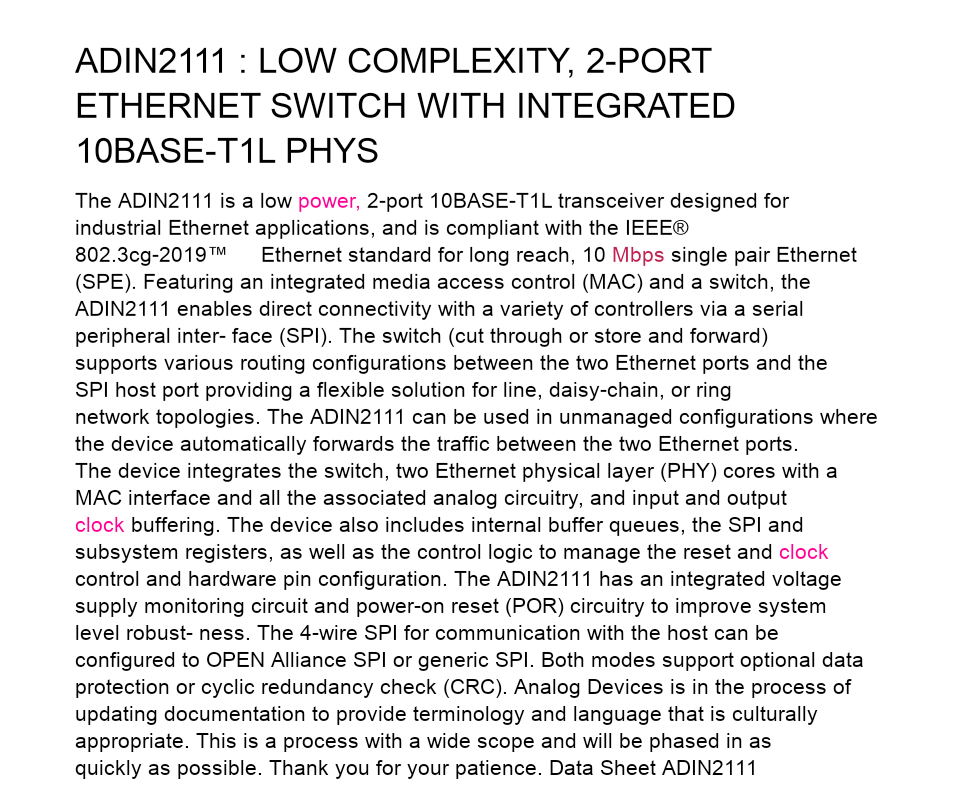 ADIN2111 : LOW COMPLEXITY, 2-PORT
ETHERNET SWITCH WITH INTEGRATED
10BASE-T1L PHYS
The ADIN2111 is a low power, 2-port 10BASE-T1L transceiver designed for
industrial Ethernet applications, and is compliant with the IEEE®
802.3cg-2019™ Ethernet standard for long reach, 10 Mbps single pair Ethernet
(SPE). Featuring an integrated media access control (MAC) and a switch, the
ADIN2111 enables direct connectivity with a variety of controllers via a serial
peripheral inter- face (SPI). The switch (cut through or store and forward)
supports various routing configurations between the two Ethernet ports and the
SPI host port providing a flexible solution for line, daisy-chain, or ring
network topologies. The ADIN2111 can be used in unmanaged configurations where
the device automatically forwards the traffic between the two Ethernet ports.
The device integrates the switch, two Ethernet physical layer (PHY) cores with a
MAC interface and all the associated analog circuitry, and input and output
clock buffering. The device also includes internal buffer queues, the SPI and
subsystem registers, as well as the control logic to manage the reset and clock
control and hardware pin configuration. The ADIN2111 has an integrated voltage
supply monitoring circuit and power-on reset (POR) circuitry to improve system
level robust- ness. The 4-wire SPI for communication with the host can be
configured to OPEN Alliance SPI or generic SPI. Both modes support optional data
protection or cyclic redundancy check (CRC). Analog Devices is in the process of
updating documentation to provide terminology and language that is culturally
appropriate. This is a process with a wide scope and will be phased in as
quickly as possible. Thank you for your patience. Data Sheet ADIN2111